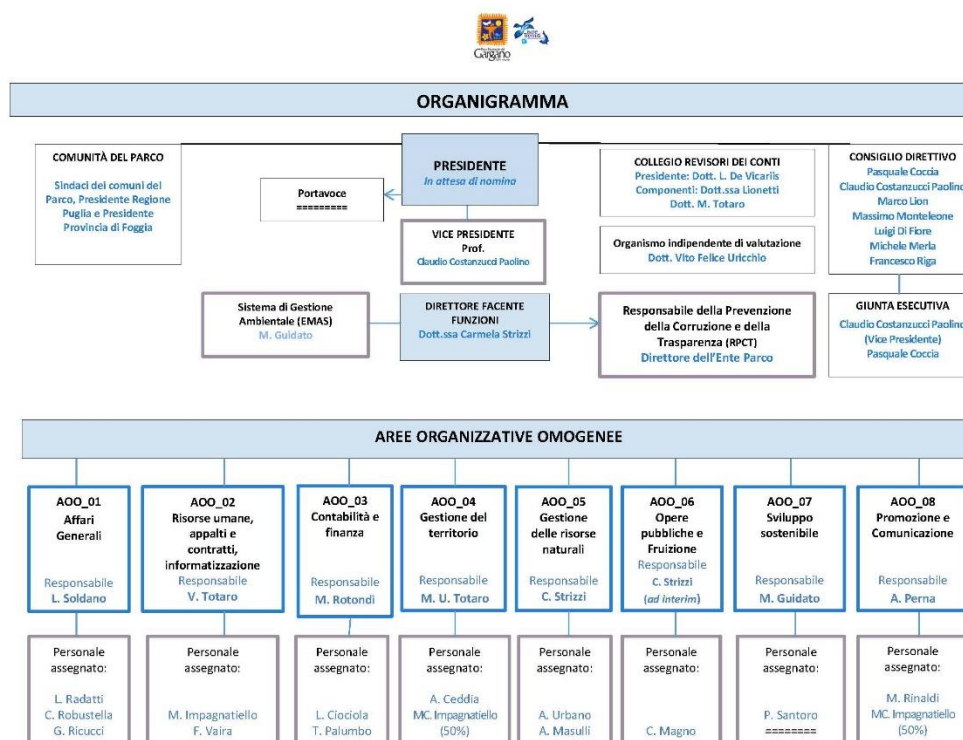 Gargano
ORGANIGRAMMA
COMUNITÀ DEL PARCO
Sindaci dei comuni del
Parco, Presidente Regione
Puglia e Presidente
Provincia di Foggia
Portavoce
=========
PRESIDENTE
In attesa di nomina
VICE PRESIDENTE
Prof.
Claudio Costanzucci Paolino
COLLEGIO REVISORI DEI CONTI
Presidente: Dott. L. De Vicariis
Componenti: Dott.ssa Lionetti
Dott. M. Totaro
Organismo indipendente di valutazione
Dott. Vito Felice Uricchio
CONSIGLIO DIRETTIVO
Pasquale Coccia
Claudio Costanzucci Paolino
Marco Lion
Massimo Monteleone
Luigi Di Fiore
Michele Merla
Francesco Riga
Sistema di Gestione
Ambientale (EMAS)
M. Guidato
DIRETTORE FACENTE
FUNZIONI
Dott.ssa Carmela Strizzi
Responsabile della Prevenzione
della Corruzione e della
Trasparenza (RPCT)
Direttore dell'Ente Parco
GIUNTA ESECUTIVA
Claudio Costanzucci Paolino
(Vice Presidente)
Pasquale Coccia
AREE ORGANIZZATIVE OMOGENEE
AOO_01
Affari
Generali
Responsabile
L. Soldano
AOO_02
Risorse umane,
appalti e
contratti,
informatizzazione
Responsabile
V. Totaro
AOO_03
Contabilità e
finanza
Responsabile
M. Rotondi
AOO_04
Gestione del
territorio
Responsabile
M. U. Totaro
AOO_05
Gestione
delle risorse
naturali
Responsabile
C. Strizzi
AOO_06
Opere
pubbliche e
Fruizione
Responsabile
C. Strizzi
(ad interim)
AOO_07
Sviluppo
sostenibile
Responsabile
M. Guidato
AOO_08
Promozione e
Comunicazione
Responsabile
A. Perna
Personale
assegnato:
L. Radatti
C. Robustella
G. Ricucci
Personale
assegnato:
M. Impagnatiello
F. Vaira
Personale
assegnato:
L. Ciociola
T. Palumbo
Personale
assegnato:
A. Ceddia
MC. Impagnatiello
(50%)
Personale
assegnato:
A. Urbano
A. Masulli
Personale
assegnato:
C. Magno
Personale
assegnato:
P. Santoro
========
Personale
assegnato:
M. Rinaldi
MC. Impagnatiello
(50%)